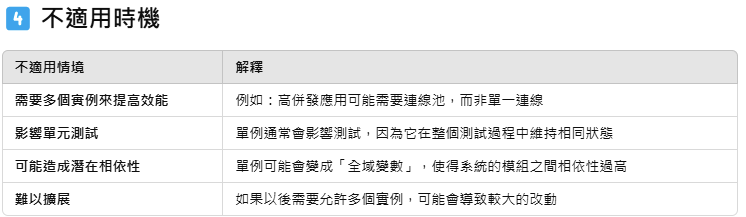 4 不適用時機
不適用情境 解釋
需要多個實例來提高效能 例如：高併發應用可能需要連線池，而非單一連線
影響單元測試 單例通常會影響測試，因為它在整個測試過程中維持相同狀態
可能造成潛在相依性 單例可能會變成「全域變數」，使得系統的模組之間相依性過高
難以擴展 如果以後需要允許多個實例，可能會導致較大的改動